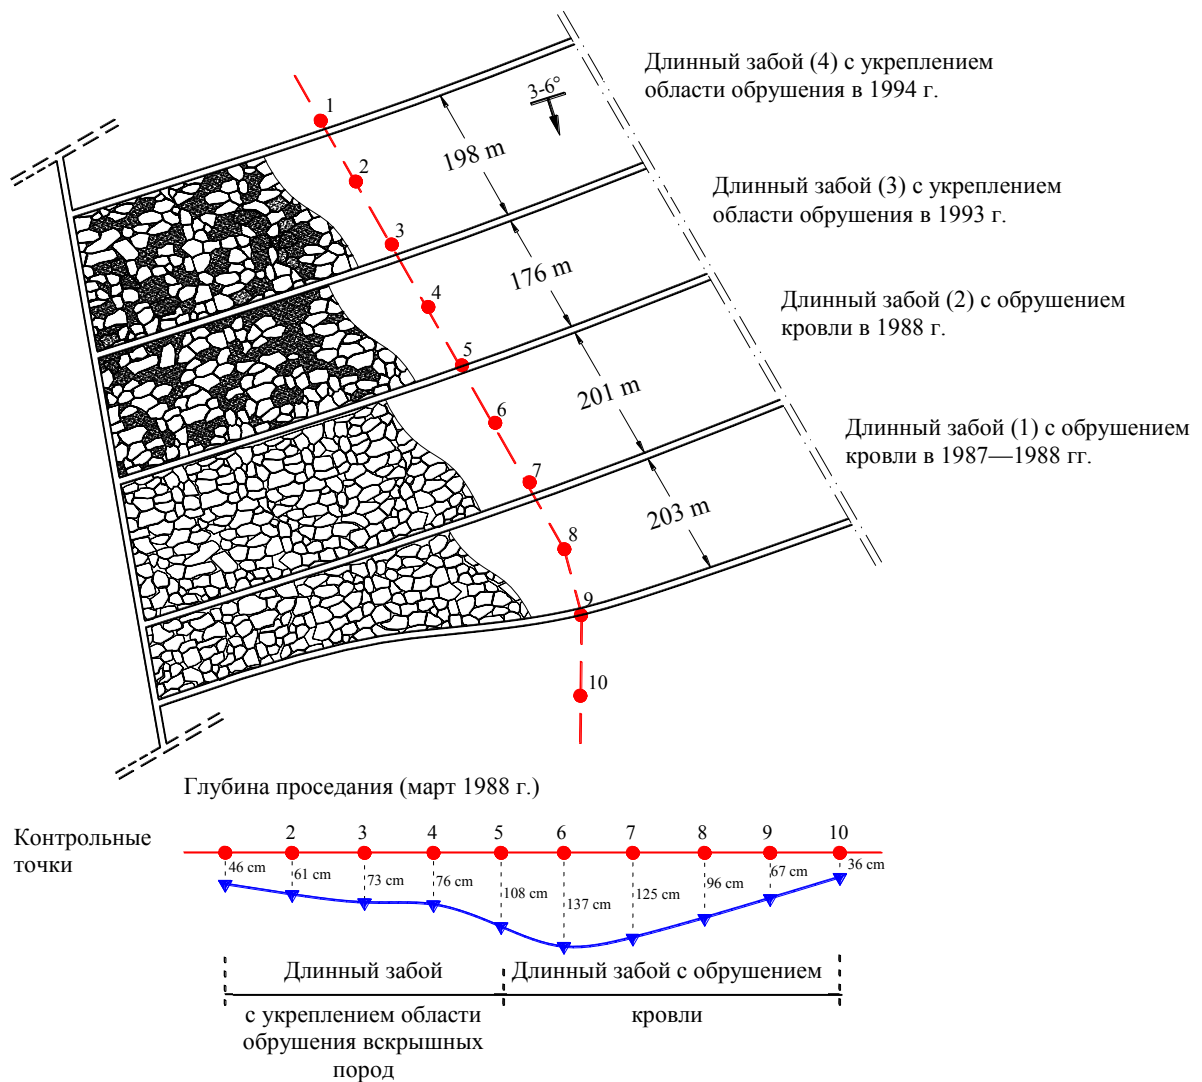 Длинный забой (4) с укреплением
области обрушения в 1994 г.
3-6°
1
198 m
2
Длинный забой (3) с укреплением
области обрушения в 1993 г.
3
176 m
4
Длинный забой (2) с обрушением
кровли в 1988 г.
5
201 m
6
Длинный забой (1) с обрушением
кровли в 1987—1988 гг.
7
203 m
8
9
10
Глубина проседания (март 1988 г.)
Контрольные
точки
2 3 4 5 6 7 8 9 10
46 cm 61 cm 73 cm 76 cm 108 cm 137 cm 125 cm 96 cm 67 cm 36 cm
Длинный забой
с укреплением области
обрушения вскрышных
пород
Длинный забой с обрушением
кровли